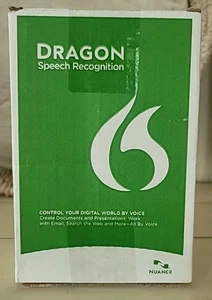 DRAGON
Speech Recognition
CONTROL YOUR DIGITAL WORLD BY VOICE
Create Documents and Presentations, Work
with Email, Search the Web and More—All By Voice
NUANCE